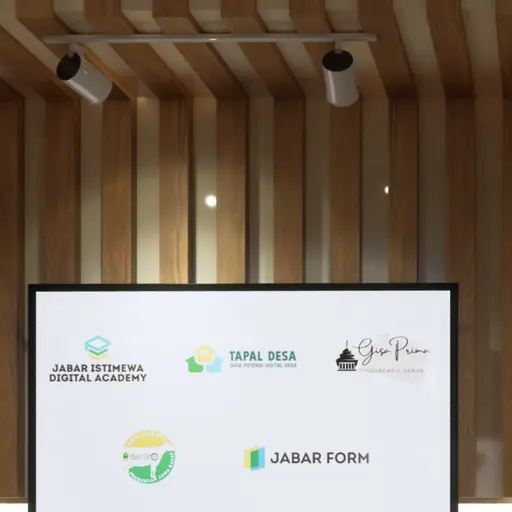 JABAR ISTIMEWA
DIGITAL ACADEMY
TAPAL DESA
DATA POTENSI DIGITAL DESA
Gisa Prima
JABAR FORM